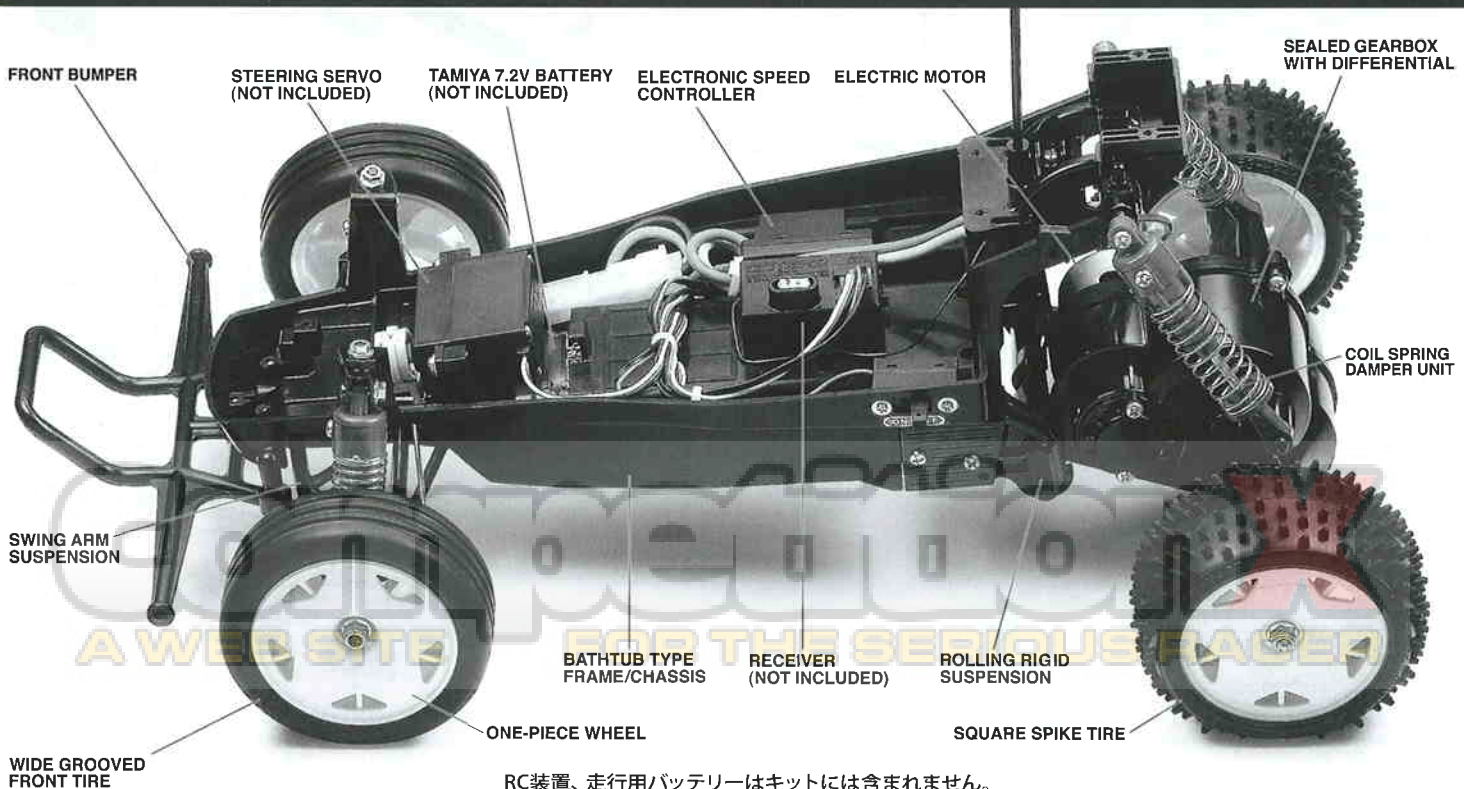 FRONT BUMPER
STEERING SERVO
(NOT INCLUDED)
TAMIYA 7.2V BATTERY
(NOT INCLUDED)
ELECTRONIC SPEED
CONTROLLER
ELECTRIC MOTOR
SEALED GEARBOX
WITH DIFFERENTIAL
COIL SPRING
DAMPER UNIT
SWING ARM
SUSPENSION
CompetitionX
A WEB SITE FOR THE SERIOUS RACER
BATHTUB TYPE
FRAME/CHASSIS
RECEIVER
(NOT INCLUDED)
ROLLING RIGID
SUSPENSION
ONE-PIECE WHEEL
SQUARE SPIKE TIRE
WIDE GROOVED
FRONT TIRE
RC装置、走行用バッテリーはキットには含まれません。